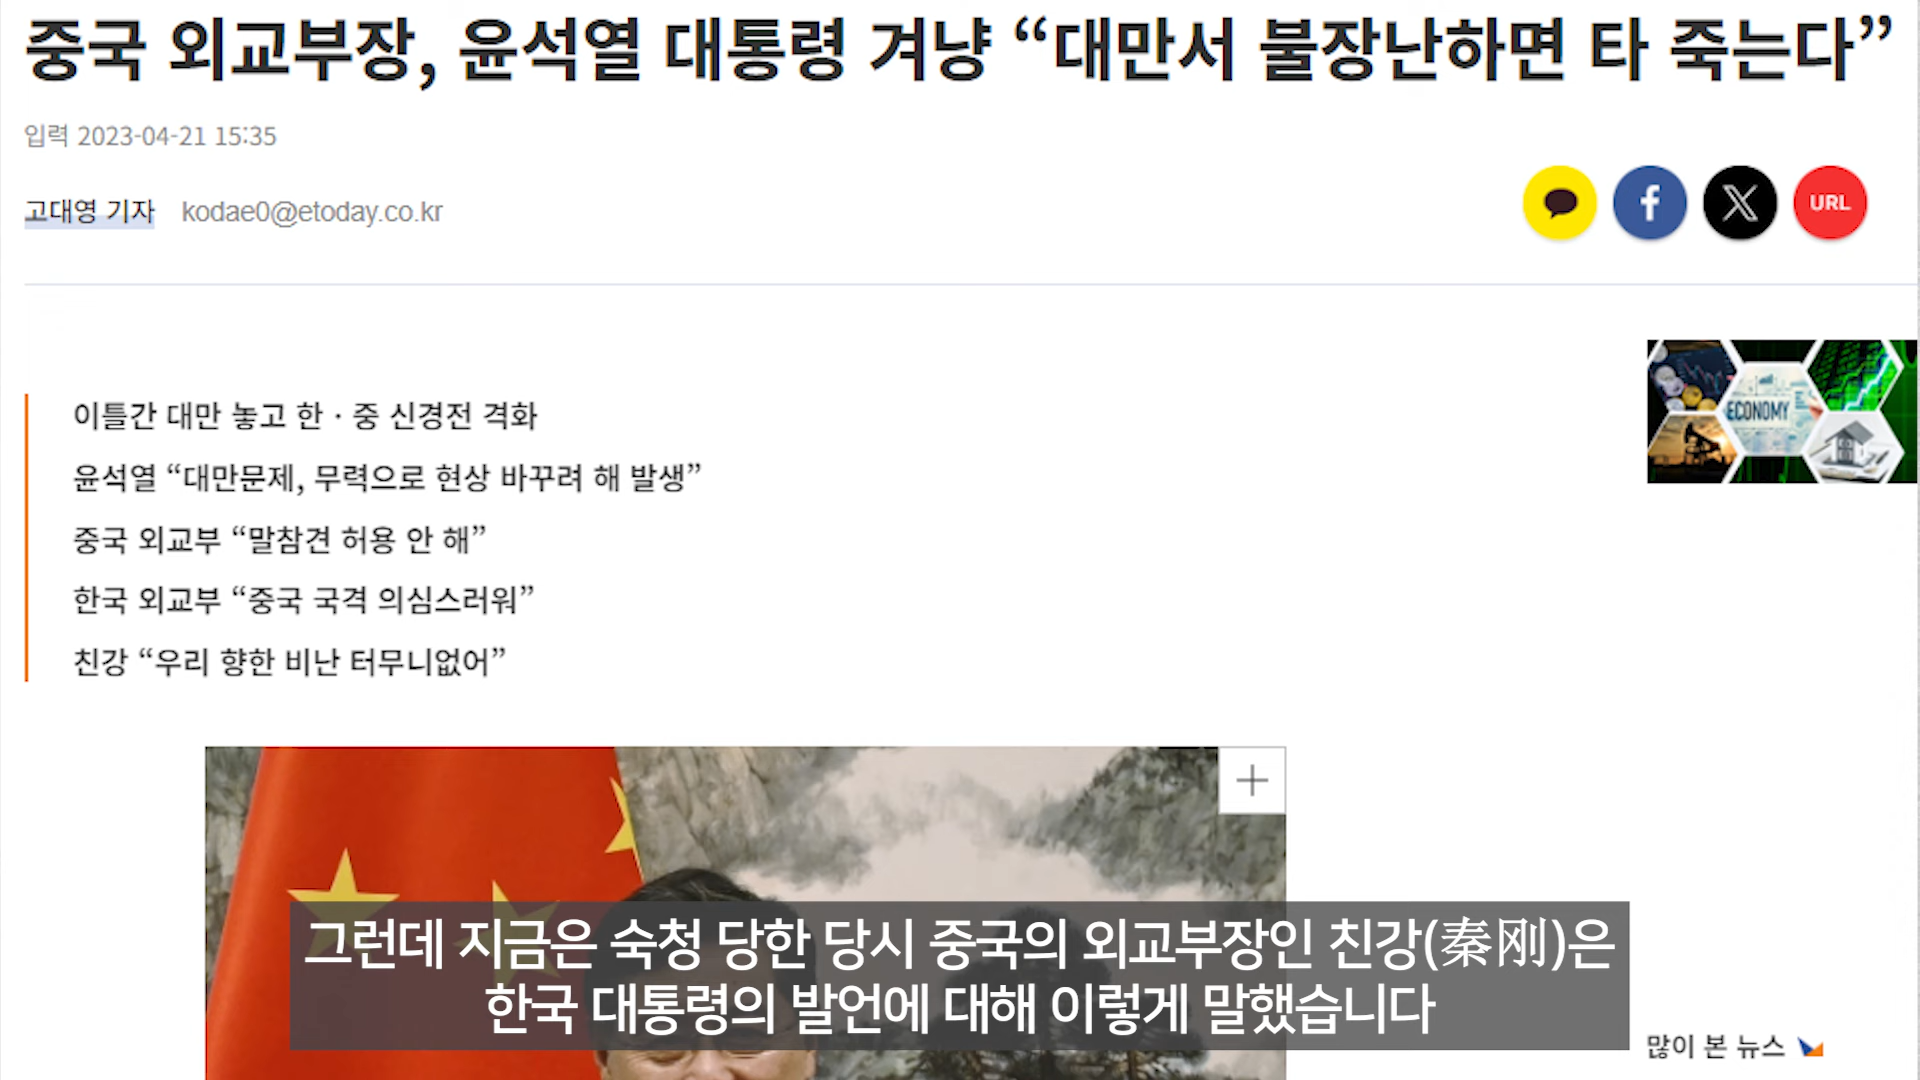 중국 외교부장, 윤석열 대통령 겨냥 “대만서 불장난하면 타 죽는다”
입력 2023-04-21 15:35
고대영 기자 kodae0@etoday.co.kr
URL
이틀간 대만 놓고 한·중 신경전 격화
윤석열 “대만문제, 무력으로 현상 바꾸려 해 발생”
중국 외교부 “말참견 허용 안 해”
한국 외교부 “중국 국격 의심스러워”
친강 “우리 향한 비난 터무니없어”
ECONOMY
그런데 지금은 숙청 당한 당시 중국의 외교부장인 친강(秦刚)은
한국 대통령의 발언에 대해 이렇게 말했습니다
많이 본 뉴스